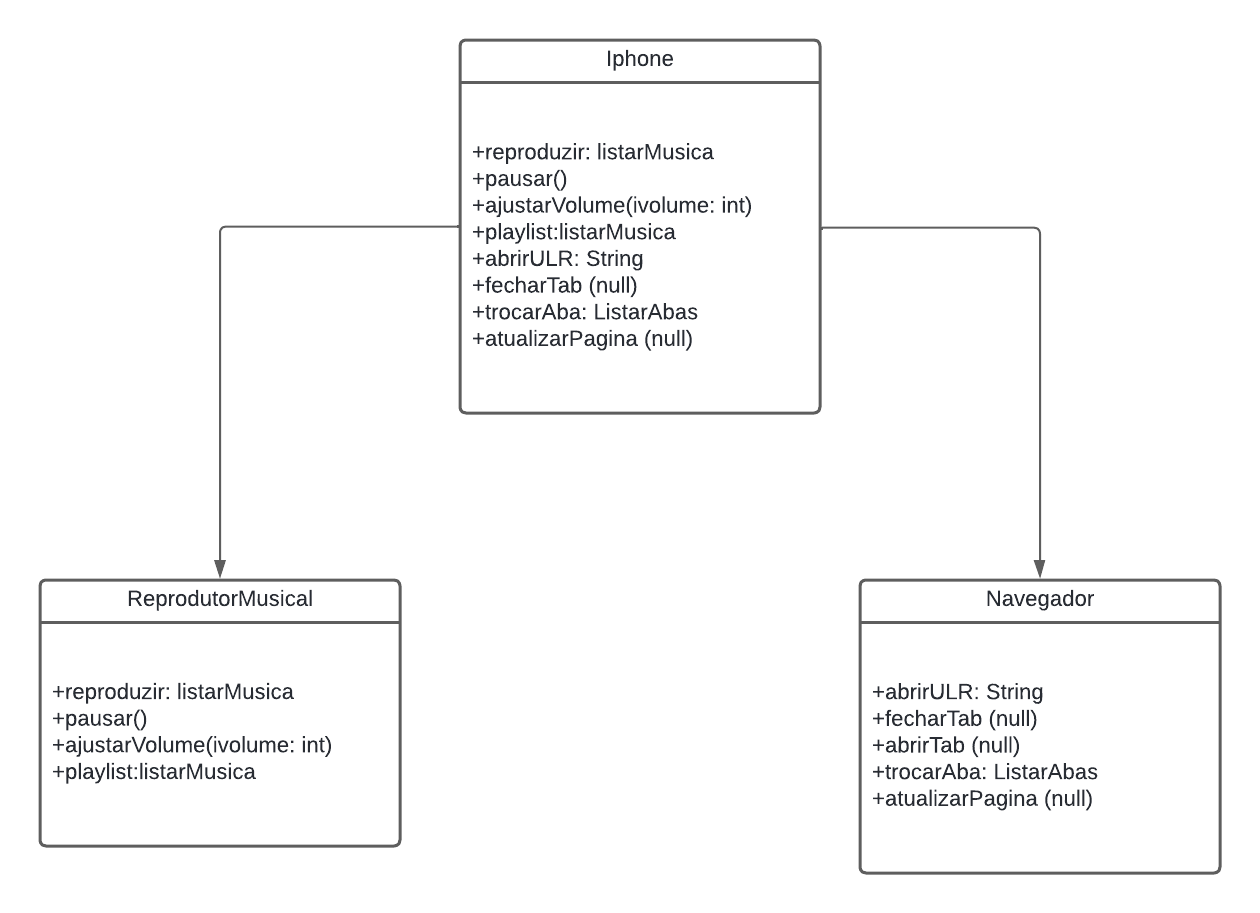 Iphone
+reproduzir: listarMusica
+pausar()
+ajustarVolume(ivolume: int)
+playlist:listarMusica
+abrirULR: String
+fecharTab (null)
+trocarAba: ListarAbas
+atualizarPagina (null)
ReprodutorMusical
+reproduzir: listarMusica
+pausar()
+ajustarVolume(ivolume: int)
+playlist:listarMusica
Navegador
+abrirULR: String
+fecharTab (null)
+abrirTab (null)
+trocarAba: ListarAbas
+atualizarPagina (null)